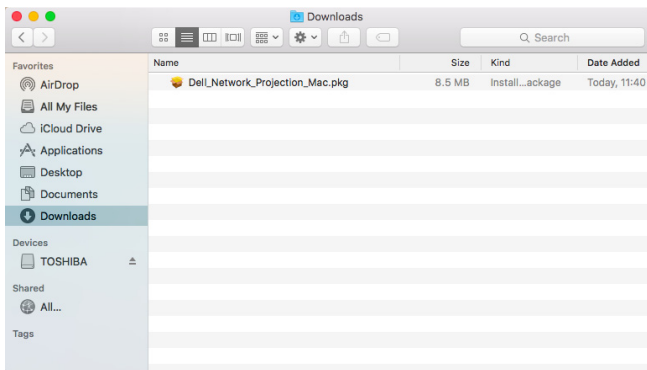 Downloads
Search
Favorites
AirDrop
All My Files
iCloud Drive
Applications
Desktop
Documents
Downloads
Devices
TOSHIBA
Shared
All...
Tags
Name Size Kind Date Added
Dell_Network_Projection_Mac.pkg 8.5 MB Install...ackage Today, 11:40